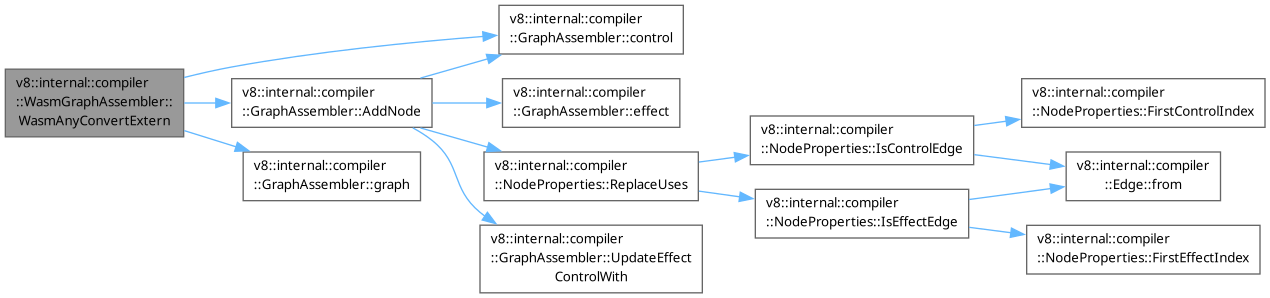 v8::internal::compiler
::WasmGraphAssembler::
WasmAnyConvertExtern
v8::internal::compiler
::GraphAssembler::control
v8::internal::compiler
::GraphAssembler::AddNode
v8::internal::compiler
::GraphAssembler::effect
v8::internal::compiler
::GraphAssembler::graph
v8::internal::compiler
::NodeProperties::ReplaceUses
v8::internal::compiler
::GraphAssembler::UpdateEffect
ControlWith
v8::internal::compiler
::NodeProperties::IsControlEdge
v8::internal::compiler
::NodeProperties::IsEffectEdge
v8::internal::compiler
::NodeProperties::FirstControlIndex
v8::internal::compiler
::Edge::from
v8::internal::compiler
::NodeProperties::FirstEffectIndex